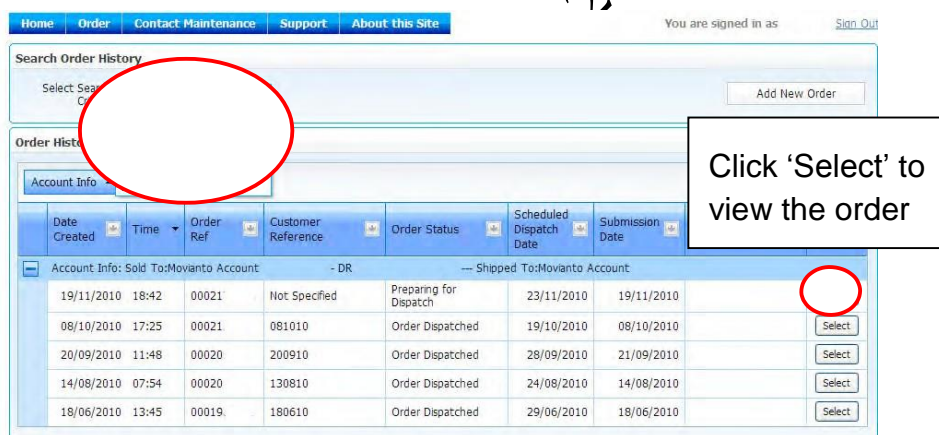 Home Order Contact Maintenance Support About this Site You are signed in as Sign Out
Search Order History
Select Sear
Cr
Add New Order
Order Histo
Account Info
Click 'Select' to
view the order
Date Created Time Order Ref Customer Reference Order Status Scheduled Dispatch Date Submission Date
Account Info: Sold To:Movianto Account - DR --- Shipped To:Movianto Account
19/11/2010 18:42 00021 Not Specified Preparing for Dispatch 23/11/2010 19/11/2010
08/10/2010 17:25 00021 081010 Order Dispatched 19/10/2010 08/10/2010 Select
20/09/2010 11:48 00020 200910 Order Dispatched 28/09/2010 21/09/2010 Select
14/08/2010 07:54 00020 130810 Order Dispatched 24/08/2010 14/08/2010 Select
18/06/2010 13:45 00019. 180610 Order Dispatched 29/06/2010 18/06/2010 Select